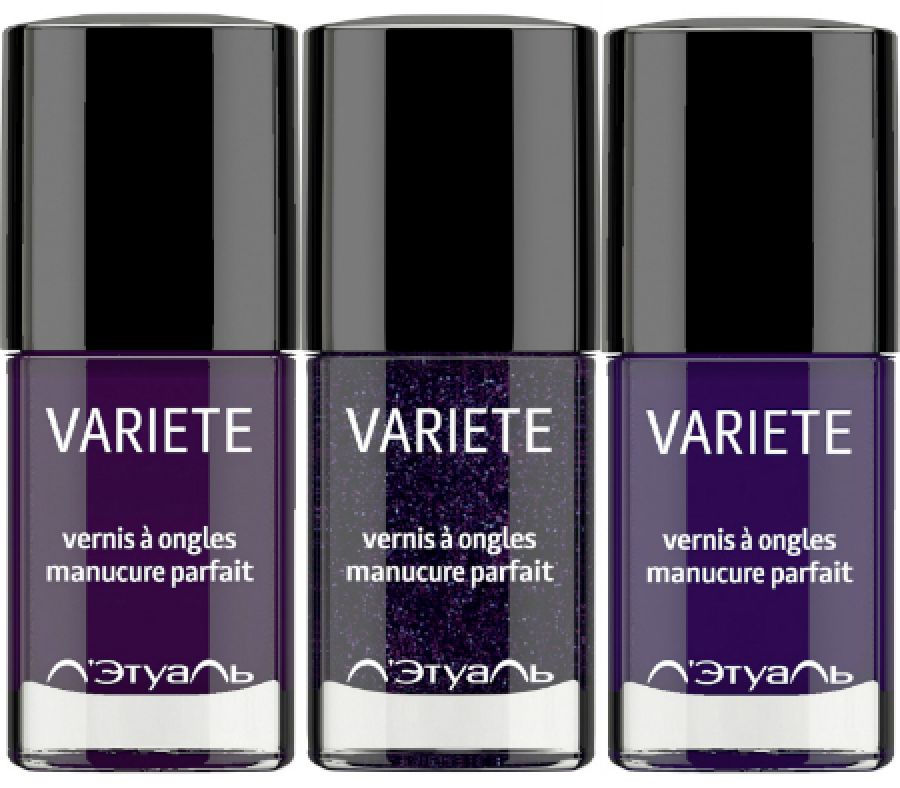 VARIETE
vernis à ongles
manucure parfait
Л'Этуаль
VARIETE
vernis à ongles
manucure parfait
Л'Этуаль
VARIETE
vernis à ongles
manucure parfait
Л'Этуаль